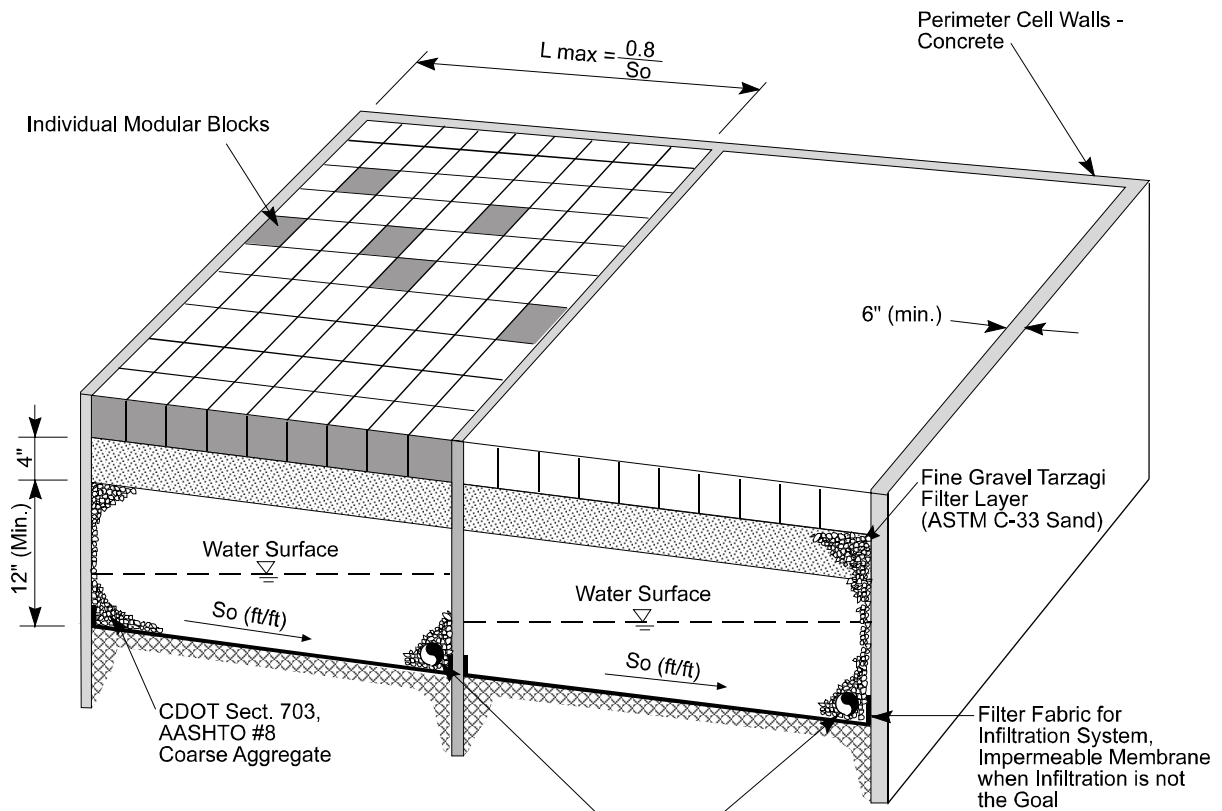 Perimeter Cell Walls -
Concrete
L max = 0.8
So
Individual Modular Blocks
6" (min.)
4"
12" (Min.)
Fine Gravel Tarzagi
Filter Layer
(ASTM C-33 Sand)
Water Surface
Water Surface
So (ft/ft)
So (ft/ft)
CDOT Sect. 703,
AASHTO #8
Coarse Aggregate
Filter Fabric for
Infiltration System,
Impermeable Membrane
when Infiltration is not
the Goal